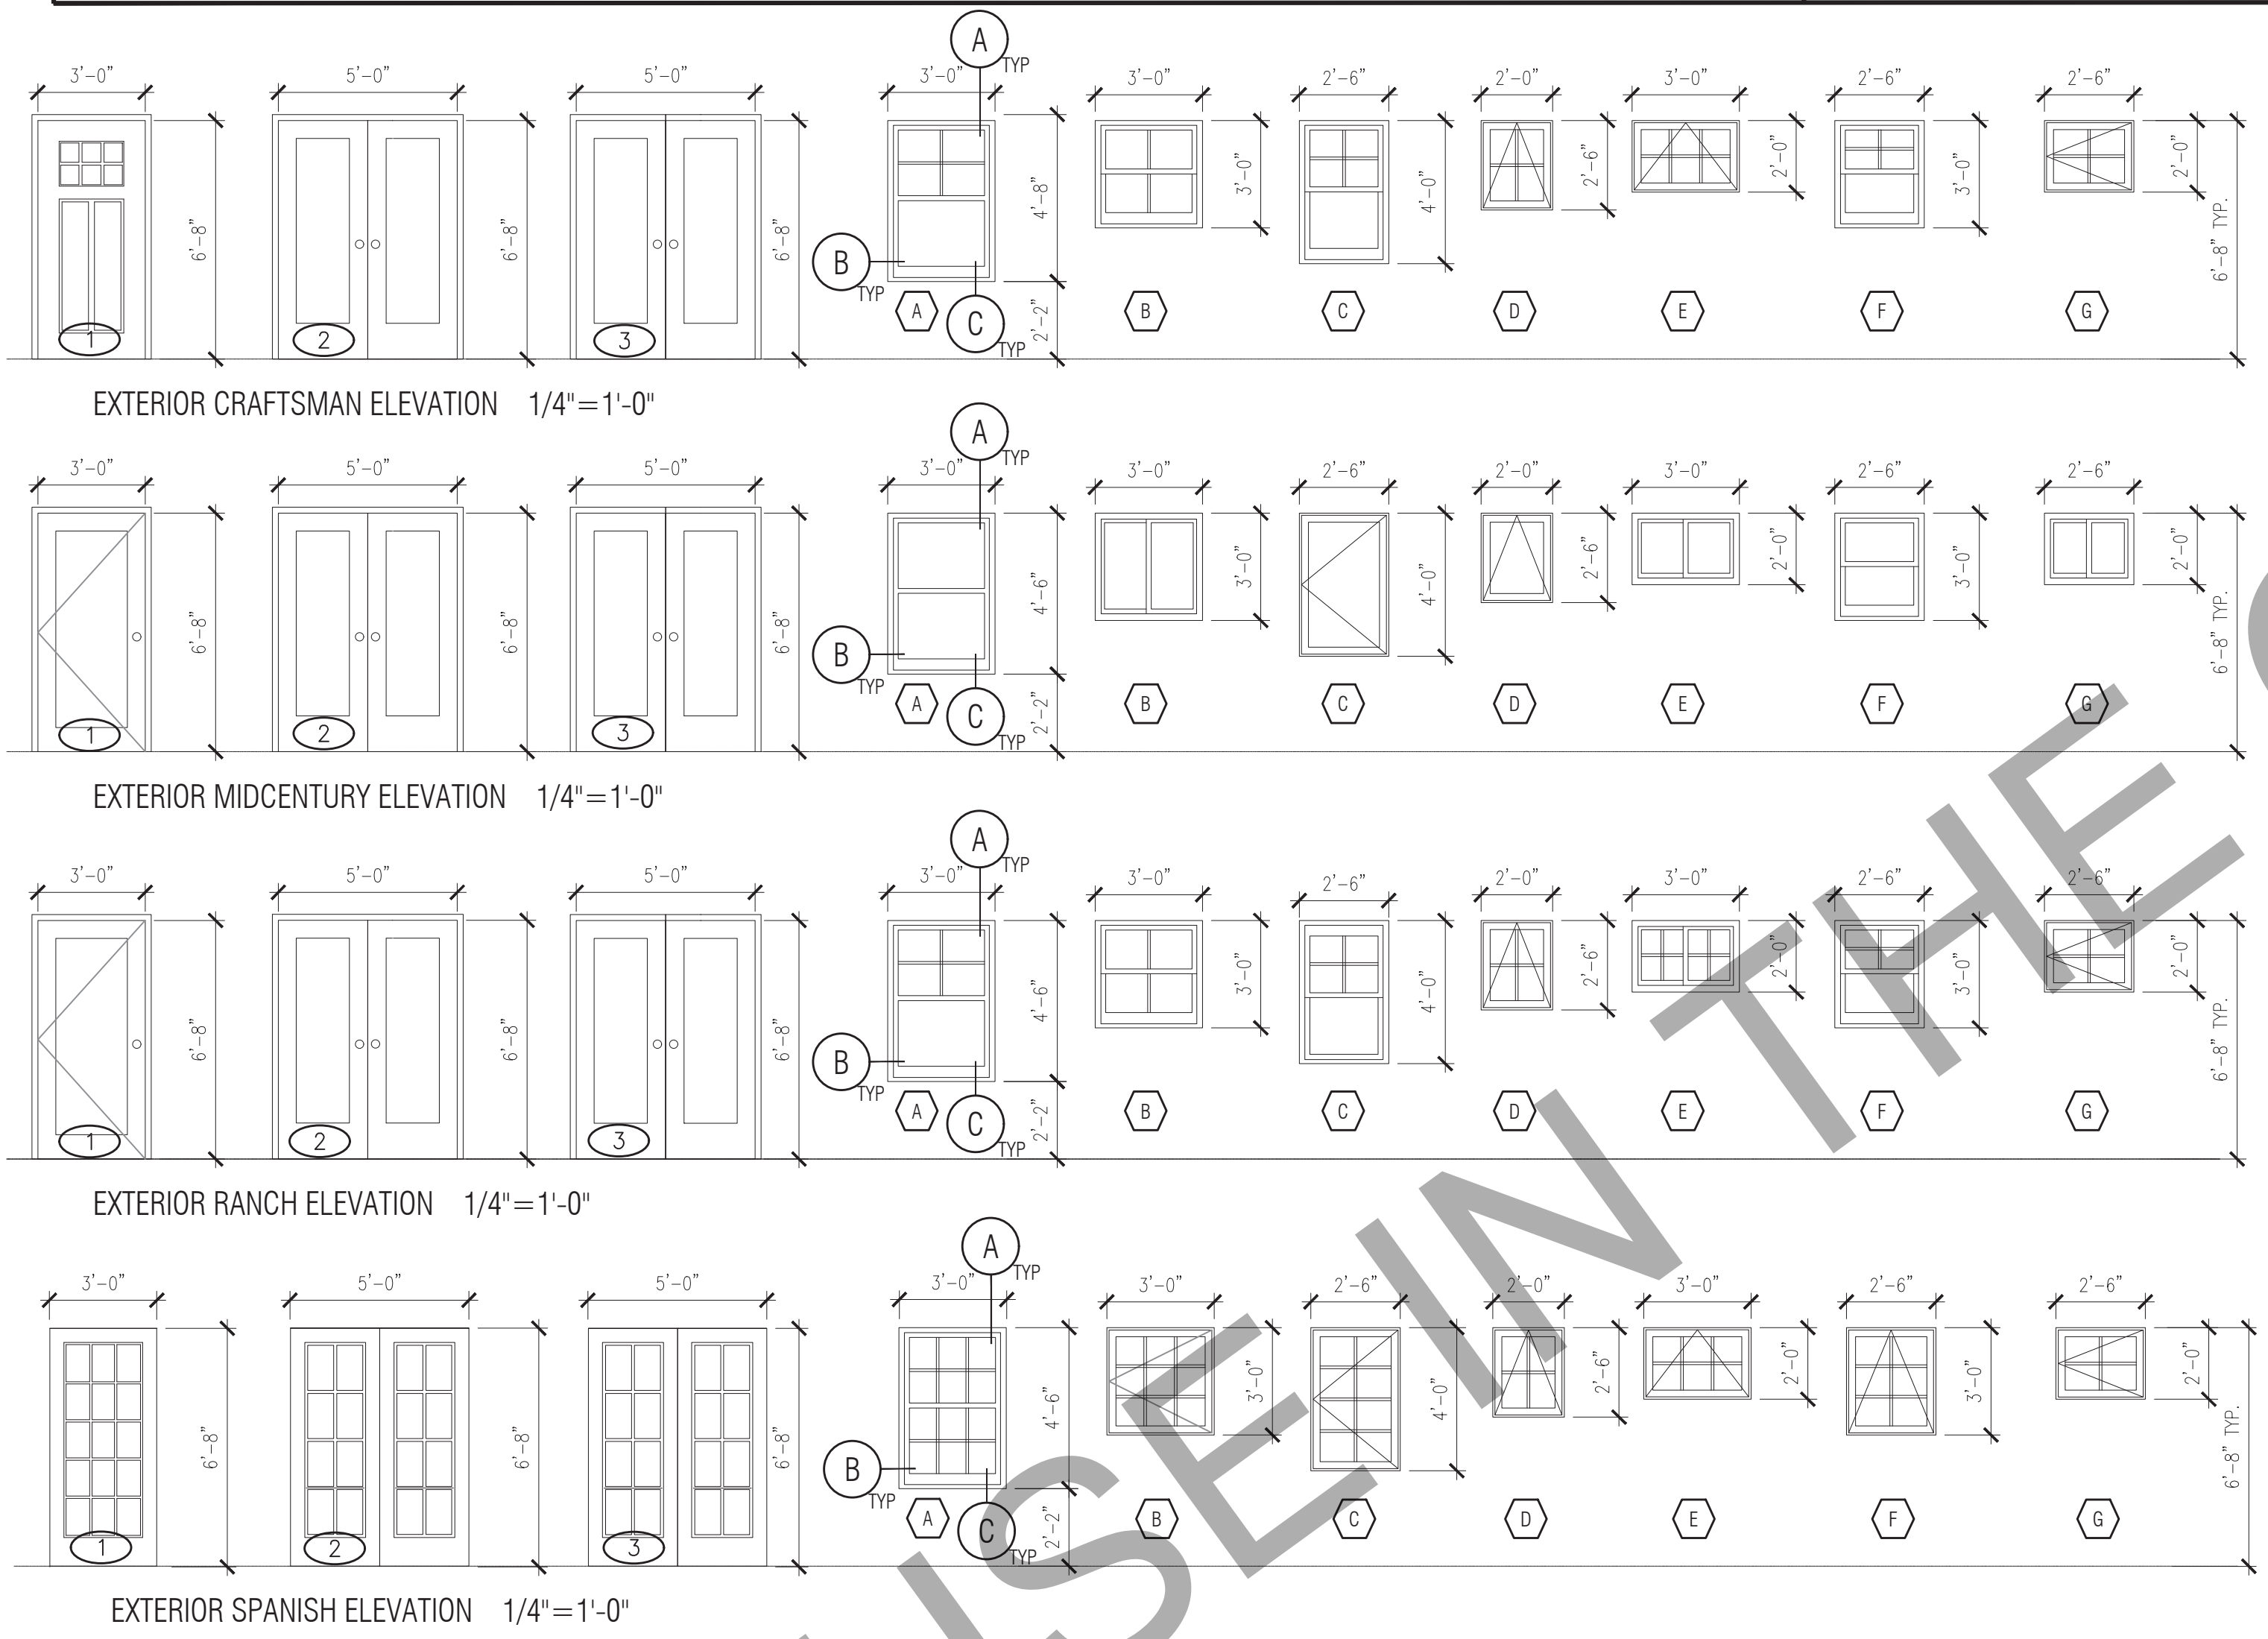 A
TYP
3'-0" 5'-0" 5'-0" 3'-0" 3'-0" 2'-6" 2'-0" 3'-0" 2'-6" 2'-6"
6'-8" 6'-8" 6'-8" 4'-8" 3'-0" 4'-0" 2'-6" 2'-0" 3'-0" 2'-0"
6'-8" TYP.
B
TYP
C
TYP
2'-2"
1 2 3 A B C D E F G
EXTERIOR CRAFTSMAN ELEVATION 1/4"=1'-0"
A
TYP
3'-0" 5'-0" 5'-0" 3'-0" 3'-0" 2'-6" 2'-0" 3'-0" 2'-6" 2'-6"
6'-8" 6'-8" 6'-8" 4'-6" 3'-0" 4'-0" 2'-6" 2'-0" 3'-0" 2'-0"
6'-8" TYP.
B
TYP
C
TYP
2'-2"
1 2 3 A B C D E F G
EXTERIOR MIDCENTURY ELEVATION 1/4"=1'-0"
A
TYP
3'-0" 5'-0" 5'-0" 3'-0" 3'-0" 2'-6" 2'-0" 3'-0" 2'-6" 2'-6"
6'-8" 6'-8" 6'-8" 4'-6" 3'-0" 4'-0" 2'-6" 2'-0" 3'-0" 2'-0"
6'-8" TYP.
B
TYP
C
TYP
2'-2"
1 2 3 A B C D E F G
EXTERIOR RANCH ELEVATION 1/4"=1'-0"
A
TYP
3'-0" 5'-0" 5'-0" 3'-0" 3'-0" 2'-6" 2'-0" 3'-0" 2'-6" 2'-6"
6'-8" 6'-8" 6'-8" 4'-6" 3'-0" 4'-0" 2'-6" 2'-0" 3'-0" 2'-0"
6'-8" TYP.
B
TYP
C
TYP
2'-2"
1 2 3 A B C D E F G
EXTERIOR SPANISH ELEVATION 1/4"=1'-0"
IN THE